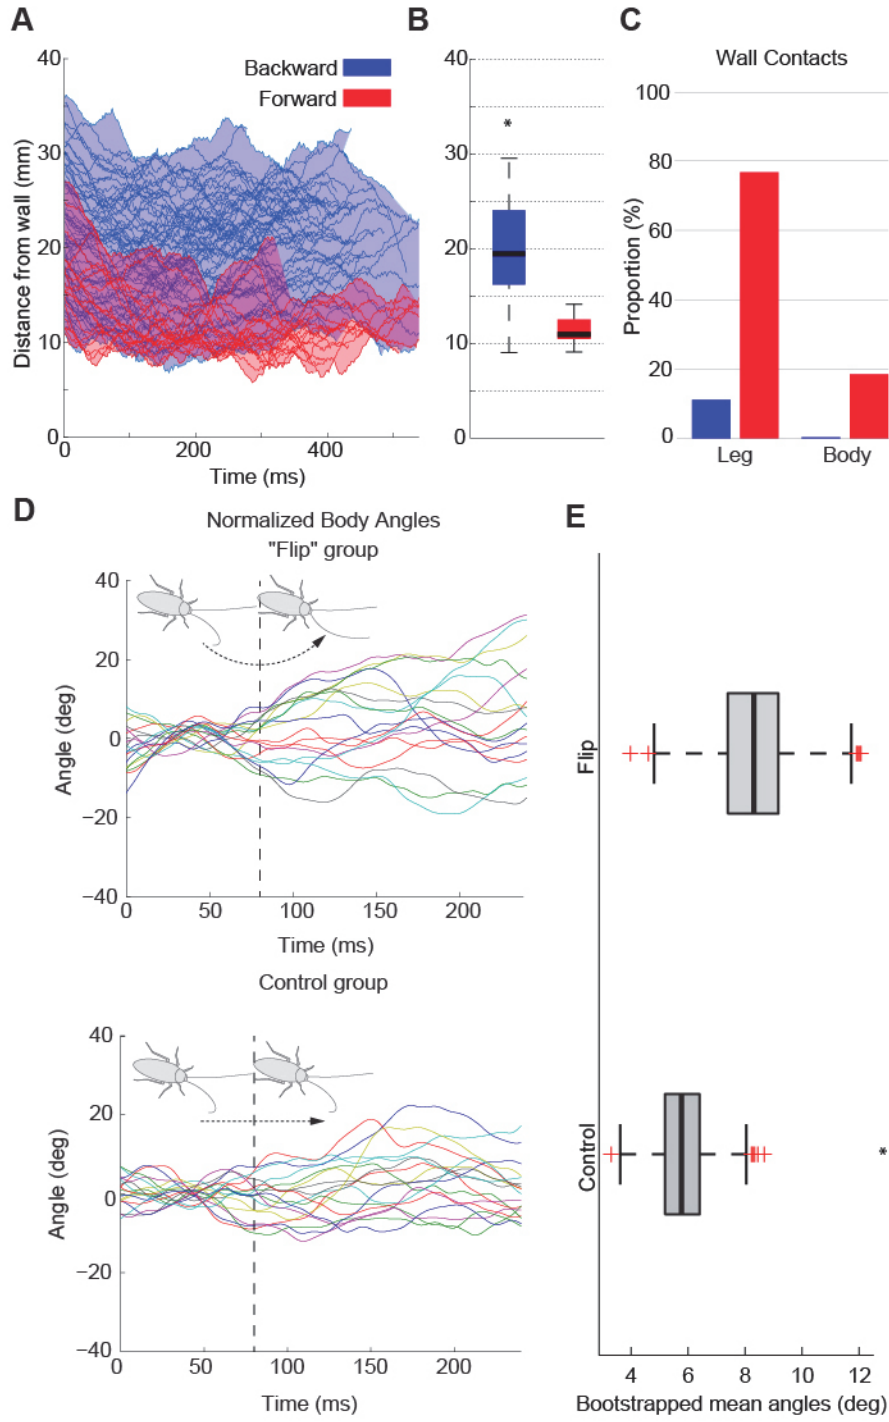 A
B
C
Backward
Forward
Distance from wall (mm)
40
30
20
10
0
0
200
400
Time (ms)
40
30
20
10
0
*
Wall Contacts
Proportion (%)
100
80
60
40
20
0
Leg
Body
D
Normalized Body Angles
"Flip" group
Angle (deg)
40
20
0
−20
−40
0
50
100
150
200
Time (ms)
Control group
Angle (deg)
40
20
0
−20
−40
0
50
100
150
200
Time (ms)
E
Flip
Control
*
4
6
8
10
12
Bootstrapped mean angles (deg)